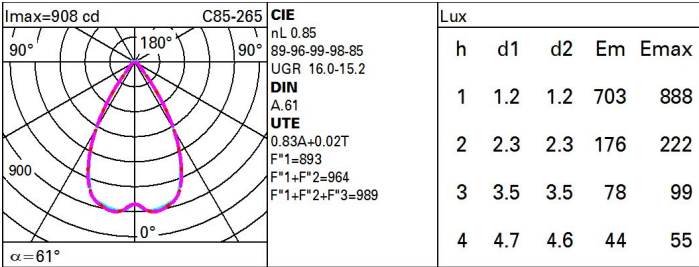 Imax=908 cd C85-265
90° 180° 90°
900
0°
α=61°
CIE
nL 0.85
89-96-99-98-85
UGR 16.0-15.2
DIN
A.61
UTE
0.83A+0.02T
F"1=893
F"1+F"2=964
F"1+F"2+F"3=989
Lux
h d1 d2 Em Emax
1 1.2 1.2 703 888
2 2.3 2.3 176 222
3 3.5 3.5 78 99
4 4.7 4.6 44 55